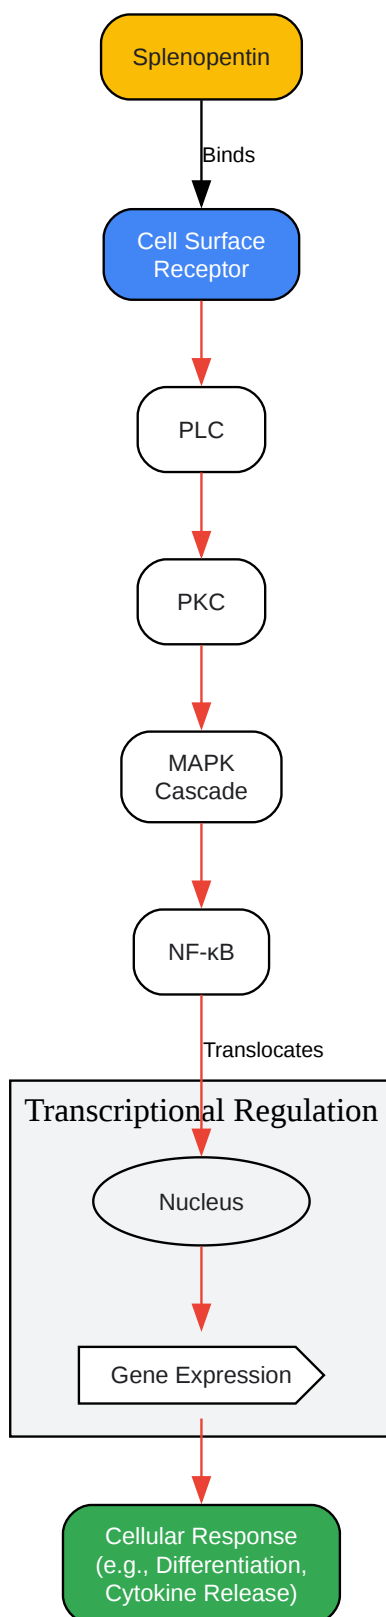 Splenopentin
Binds
Cell Surface
Receptor
PLC
PKC
MAPK
Cascade
NF-κB
Translocates
Transcriptional Regulation
Nucleus
Gene Expression
Cellular Response
(e.g., Differentiation,
Cytokine Release)